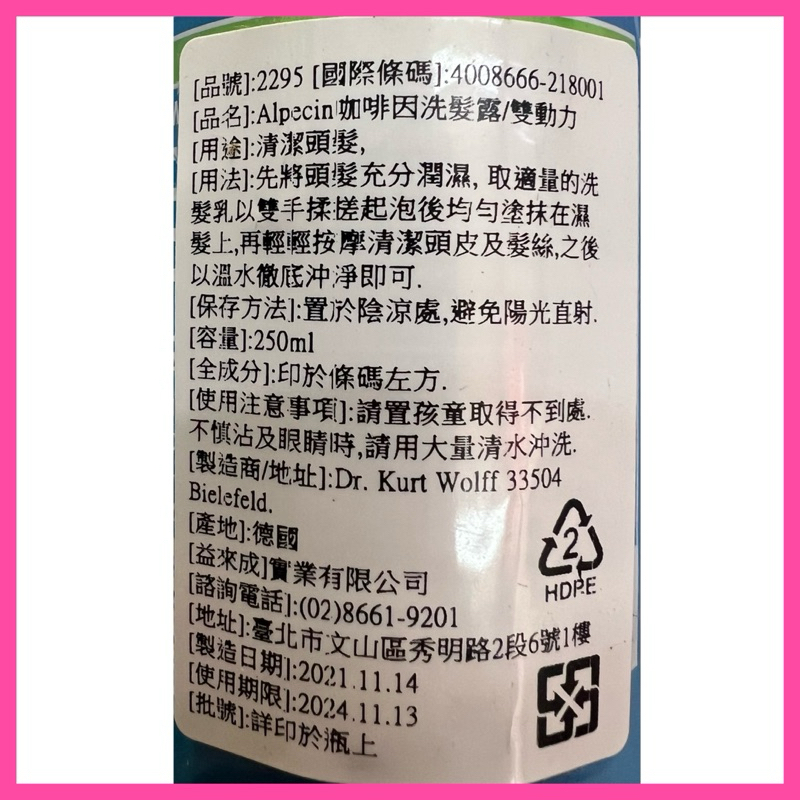 [品號]:2295 [國際條碼]:4008666-218001
[品名]:Alpecin咖啡因洗髮露/雙動力
[用途]:清潔頭髮,
[用法]:先將頭髮充分潤濕, 取適量的洗
髮乳以雙手揉搓起泡後均勻塗抹在濕
髮上,再輕輕按摩清潔頭皮及髮絲,之後
以溫水徹底沖淨即可.
[保存方法]:置於陰涼處,避免陽光直射.
[容量]:250ml
[全成分]:印於條碼左方.
[使用注意事項]:請置孩童取得不到處.
不慎沾及眼睛時,請用大量清水沖洗.
[製造商/地址]:Dr. Kurt Wolff 33504
Bielefeld.
[產地]:德國
[益來成]實業有限公司
[諮詢電話]:(02)8661-9201
[地址]:臺北市文山區秀明路2段6號1樓
[製造日期]:2021.11.14
[使用期限]:2024.11.13
[批號]:詳印於瓶上
2
HDPE